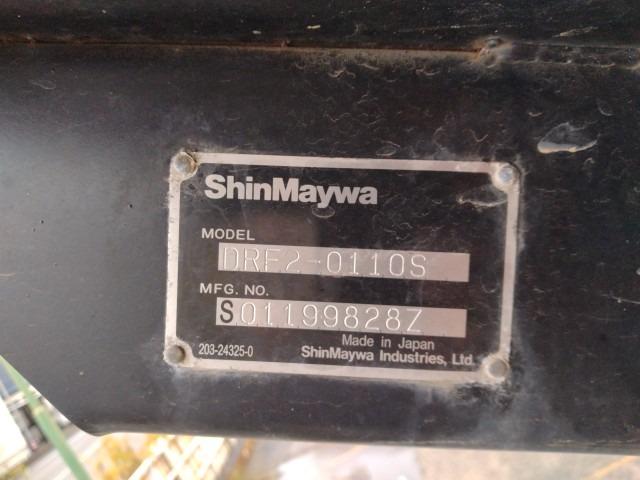 ShinMaywa
MODEL
DRF2-0110S
MFG. NO.
S01199828Z
Made in Japan
203-24325-0
ShinMaywa Industries, Ltd.